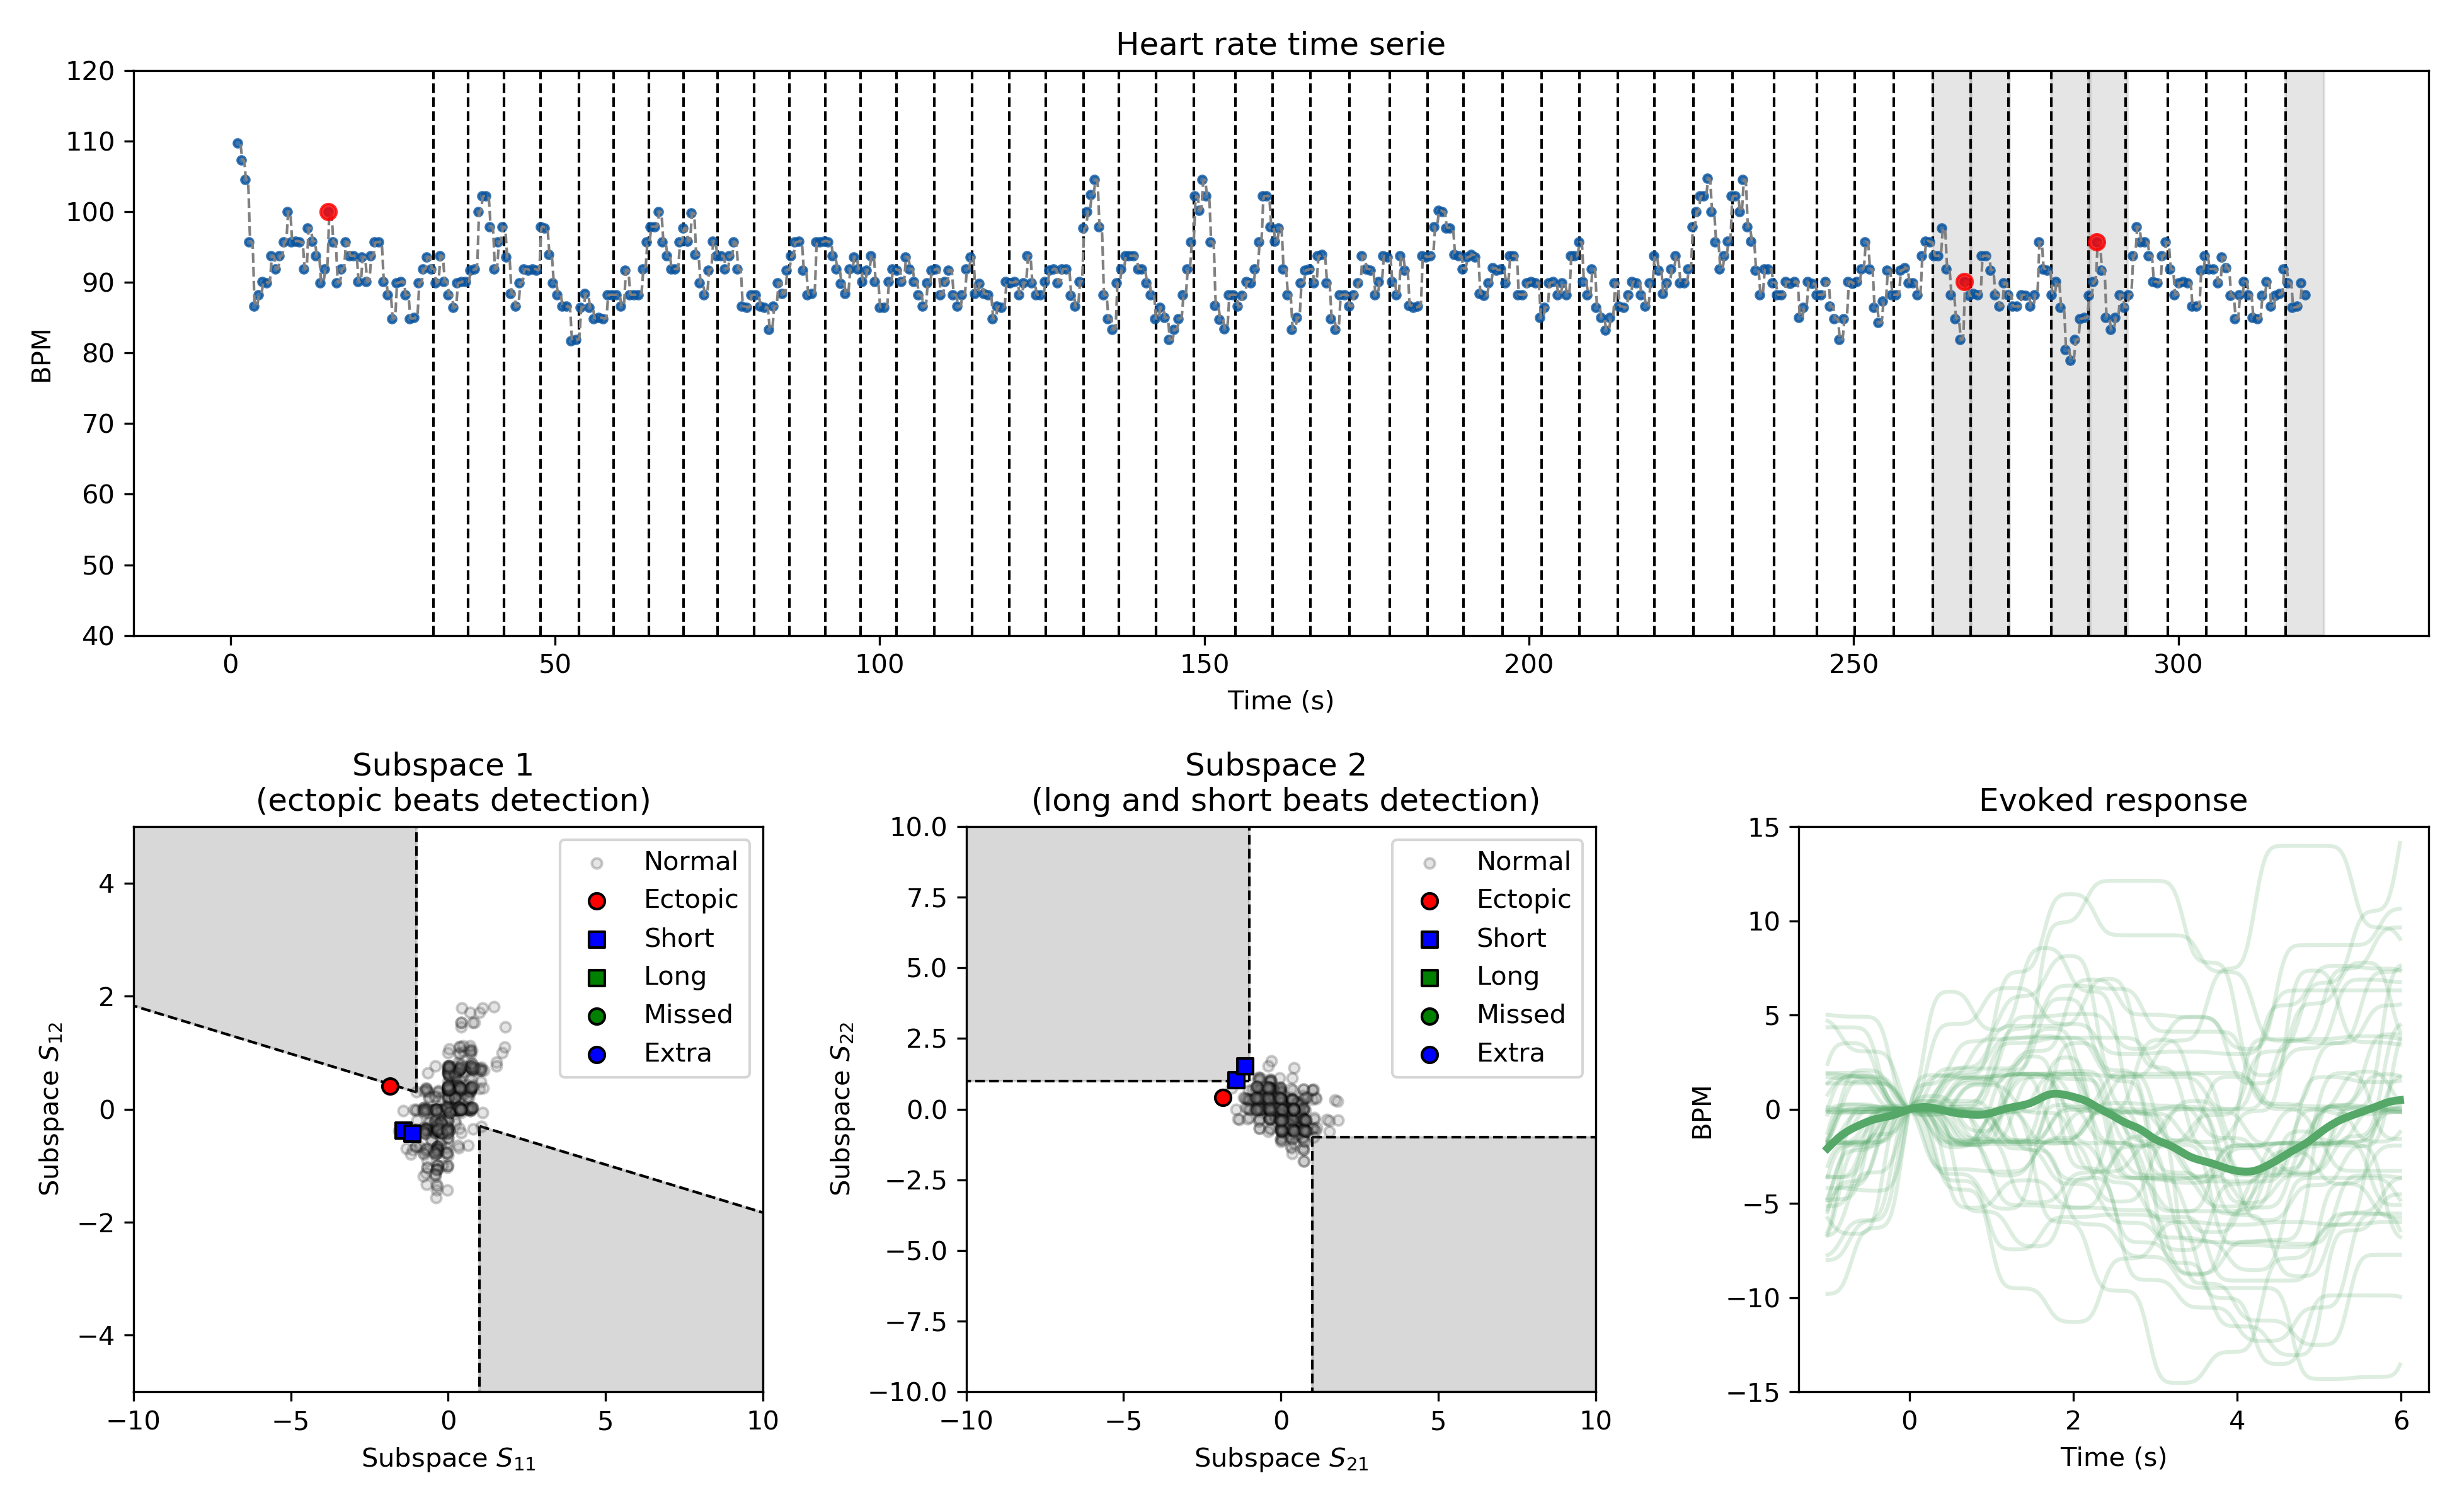 Heart rate time serie
120
110
100
90
80
70
60
50
40
BPM
0 50 100 150 200 250 300
Time (s)
Subspace 1
(ectopic beats detection)
4
2
0
−2
−4
Subspace S12
Normal
Ectopic
Short
Long
Missed
Extra
−10 −5 0 5 10
Subspace S11
Subspace 2
(long and short beats detection)
10.0
7.5
5.0
2.5
0.0
−2.5
−5.0
−7.5
−10.0
Subspace S22
Normal
Ectopic
Short
Long
Missed
Extra
−10 −5 0 5 10
Subspace S21
Evoked response
15
10
5
0
−5
−10
−15
BPM
0 2 4 6
Time (s)